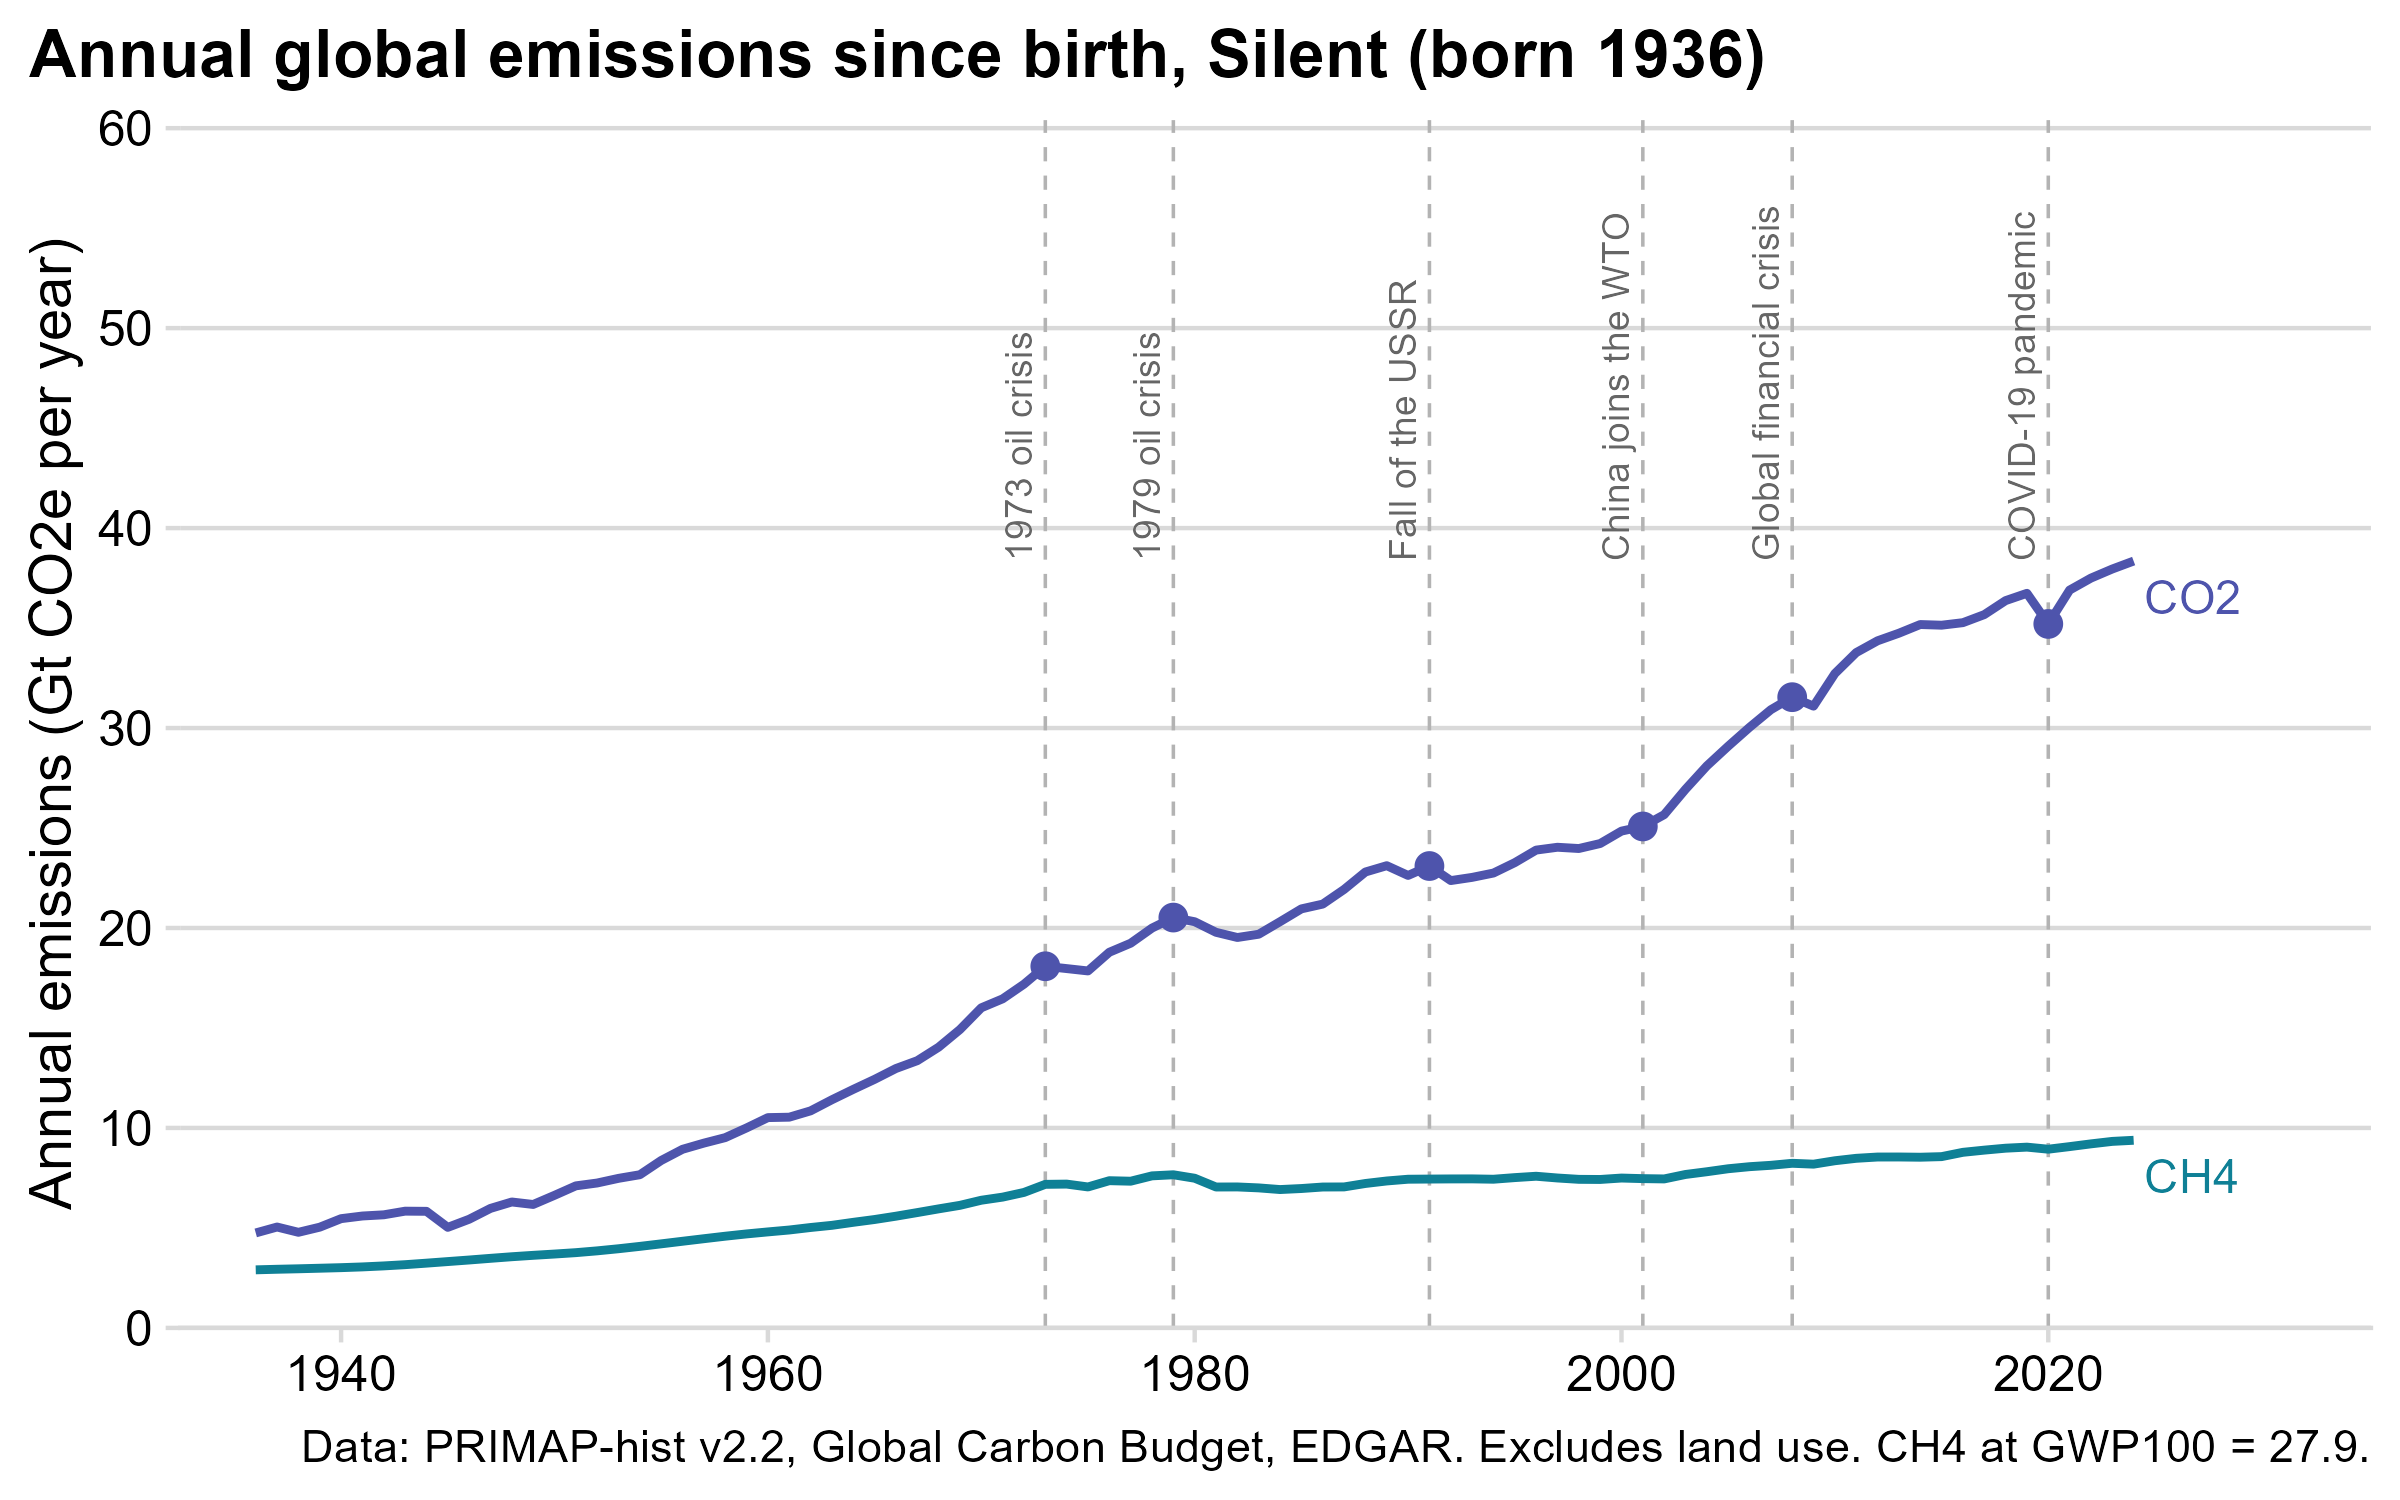 Annual global emissions since birth, Silent (born 1936)
Annual emissions (Gt CO2e per year)
60
50
40
30
20
10
0
1973 oil crisis
1979 oil crisis
Fall of the USSR
China joins the WTO
Global financial crisis
COVID-19 pandemic
CO2
CH4
1940
1960
1980
2000
2020
Data: PRIMAP-hist v2.2, Global Carbon Budget, EDGAR. Excludes land use. CH4 at GWP100 = 27.9.